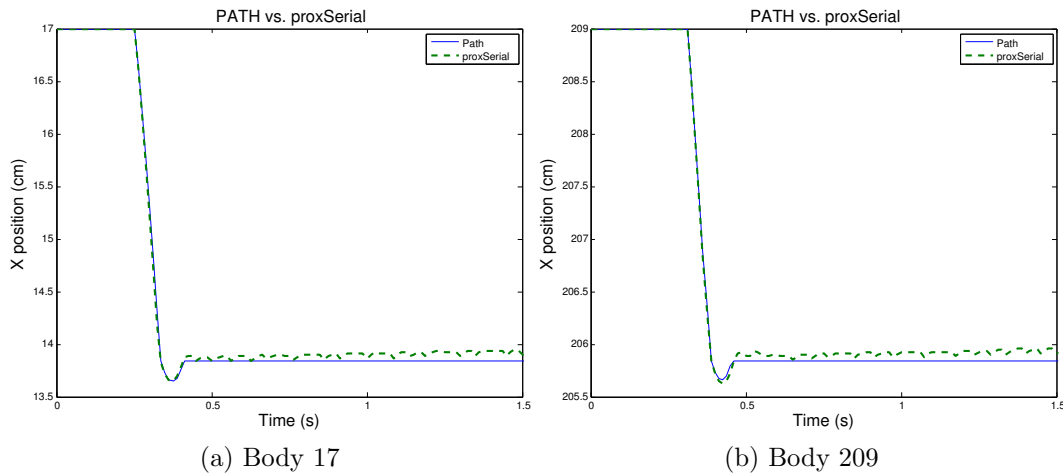 PATH vs. proxSerial
17
16.5
16
15.5
15
14.5
14
13.5
X position (cm)
0
0.5
1
1.5
Time (s)
Path
proxSerial
(a) Body 17
PATH vs. proxSerial
209
208.5
208
207.5
207
206.5
206
205.5
X position (cm)
0
0.5
1
1.5
Time (s)
Path
proxSerial
(b) Body 209